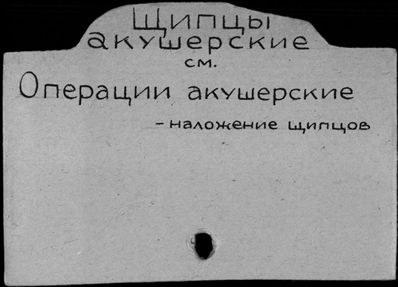 Щипцы
акушерские
см.
Операции акушерские
- наложение щипцов